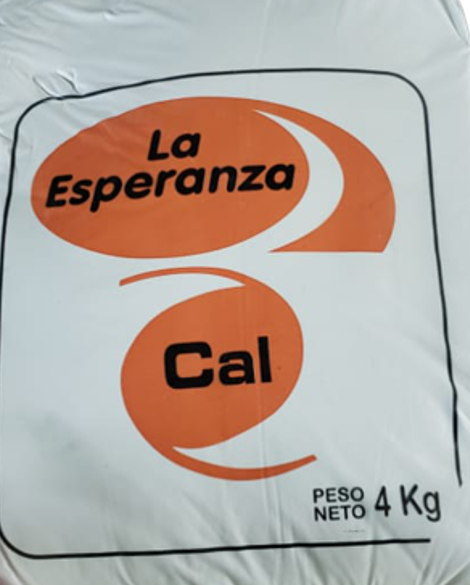 La
Esperanza
Cal
PESO
NETO 4 Kg